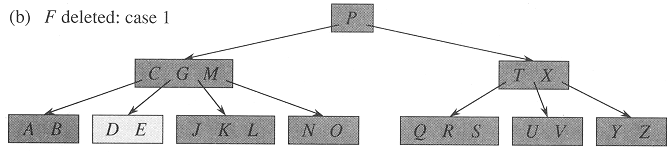 (b) F deleted: case 1
P
C G M
T X
A B
D E
J K L
N O
Q R S
U V
Y Z